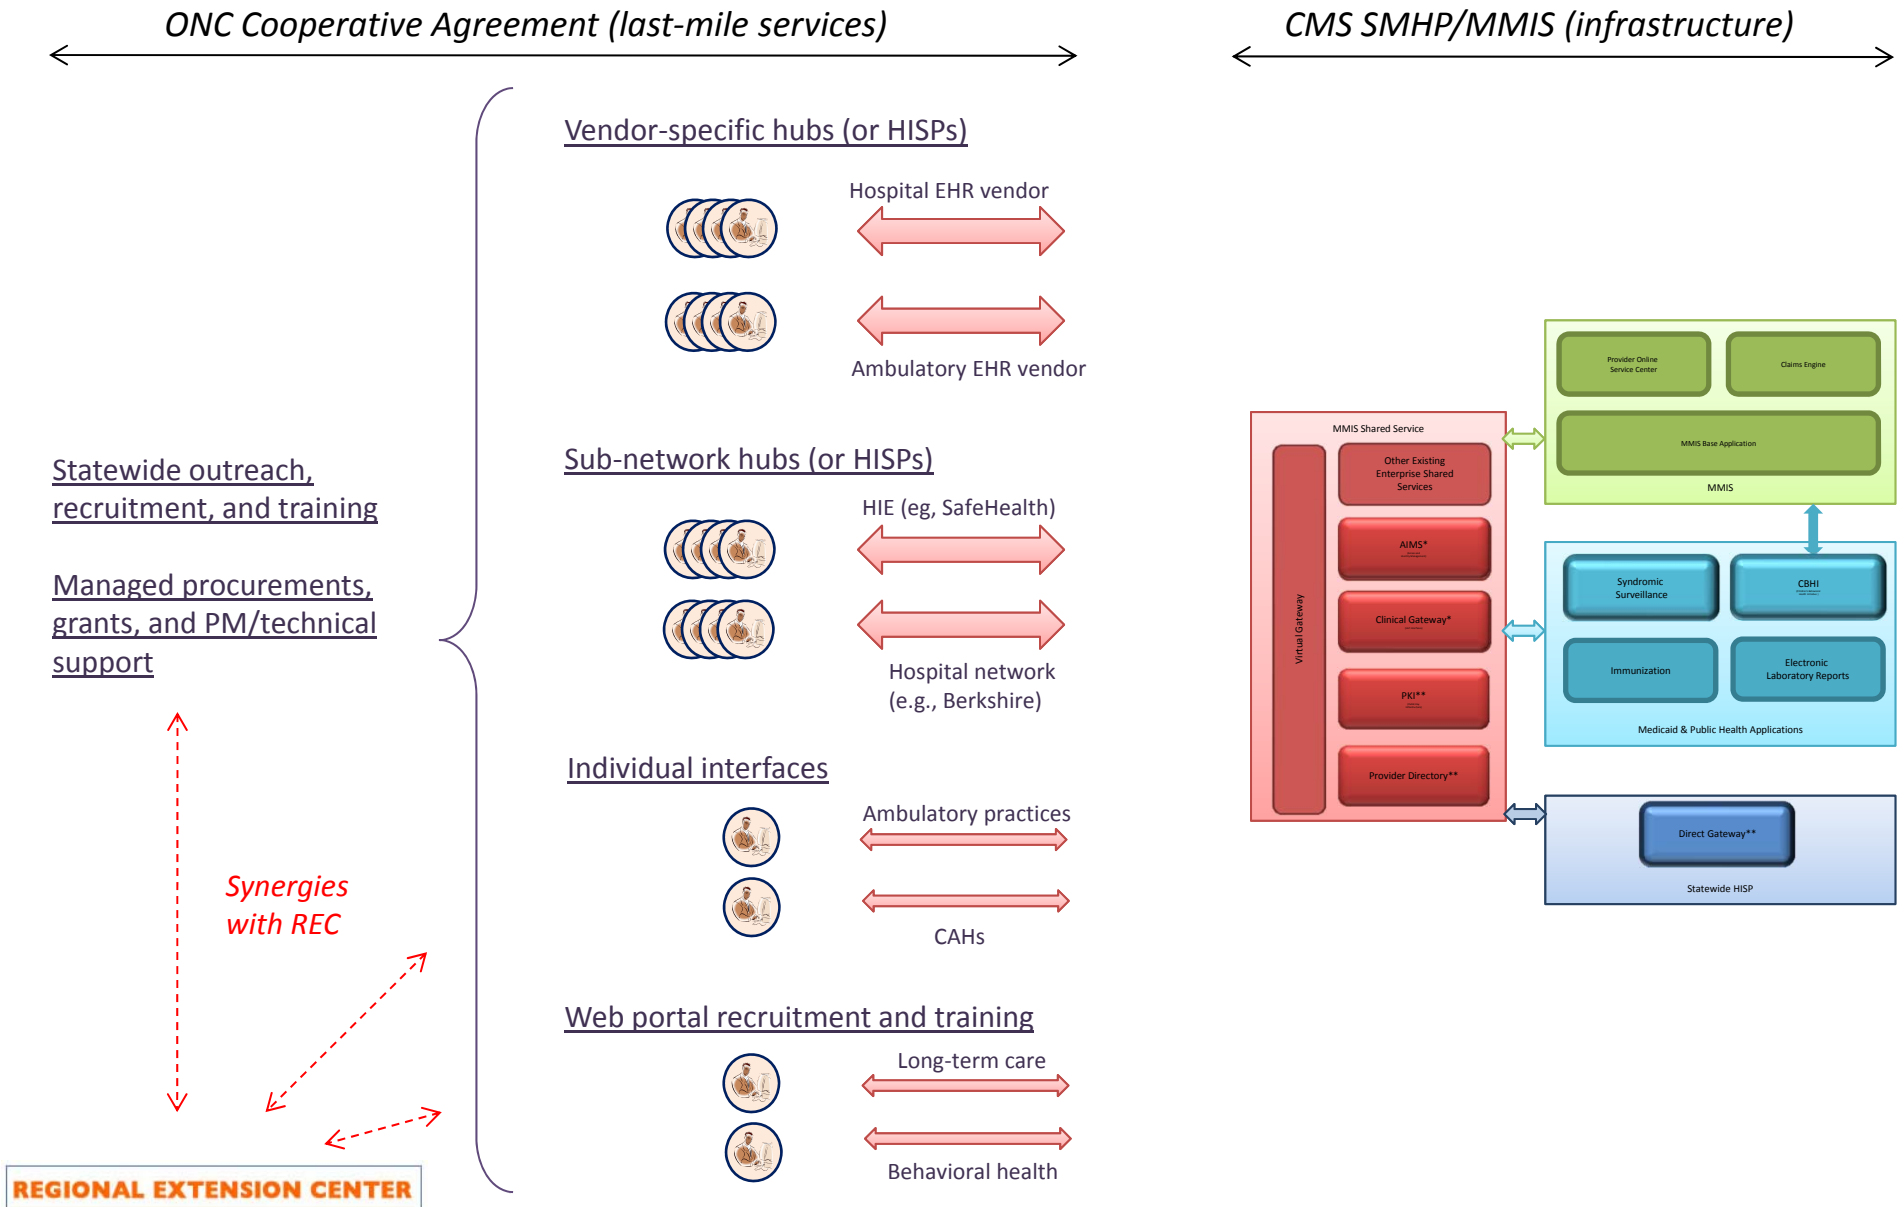 ONC Cooperative Agreement (last-mile services)
CMS SMHP/MMIS (infrastructure)
Statewide outreach,
recruitment, and training
Managed procurements,
grants, and PM/technical
support
Synergies
with REC
REGIONAL EXTENSION CENTER
Vendor-specific hubs (or HISPs)
Hospital EHR vendor
Ambulatory EHR vendor
Sub-network hubs (or HISPs)
HIE (eg, SafeHealth)
Hospital network
(e.g., Berkshire)
Individual interfaces
Ambulatory practices
CAHs
Web portal recruitment and training
Long-term care
Behavioral health
MMIS Shared Service
Virtual Gateway
Other Existing
Enterprise Shared
Services
AIMS*
Clinical Gateway*
PKI**
Provider Directory**
Provider Online
Service Center
Claims Engine
MMIS Base Application
MMIS
Syndromic
Surveillance
CBHI
Immunization
Electronic
Laboratory Reports
Medicaid & Public Health Applications
Direct Gateway**
Statewide HISP